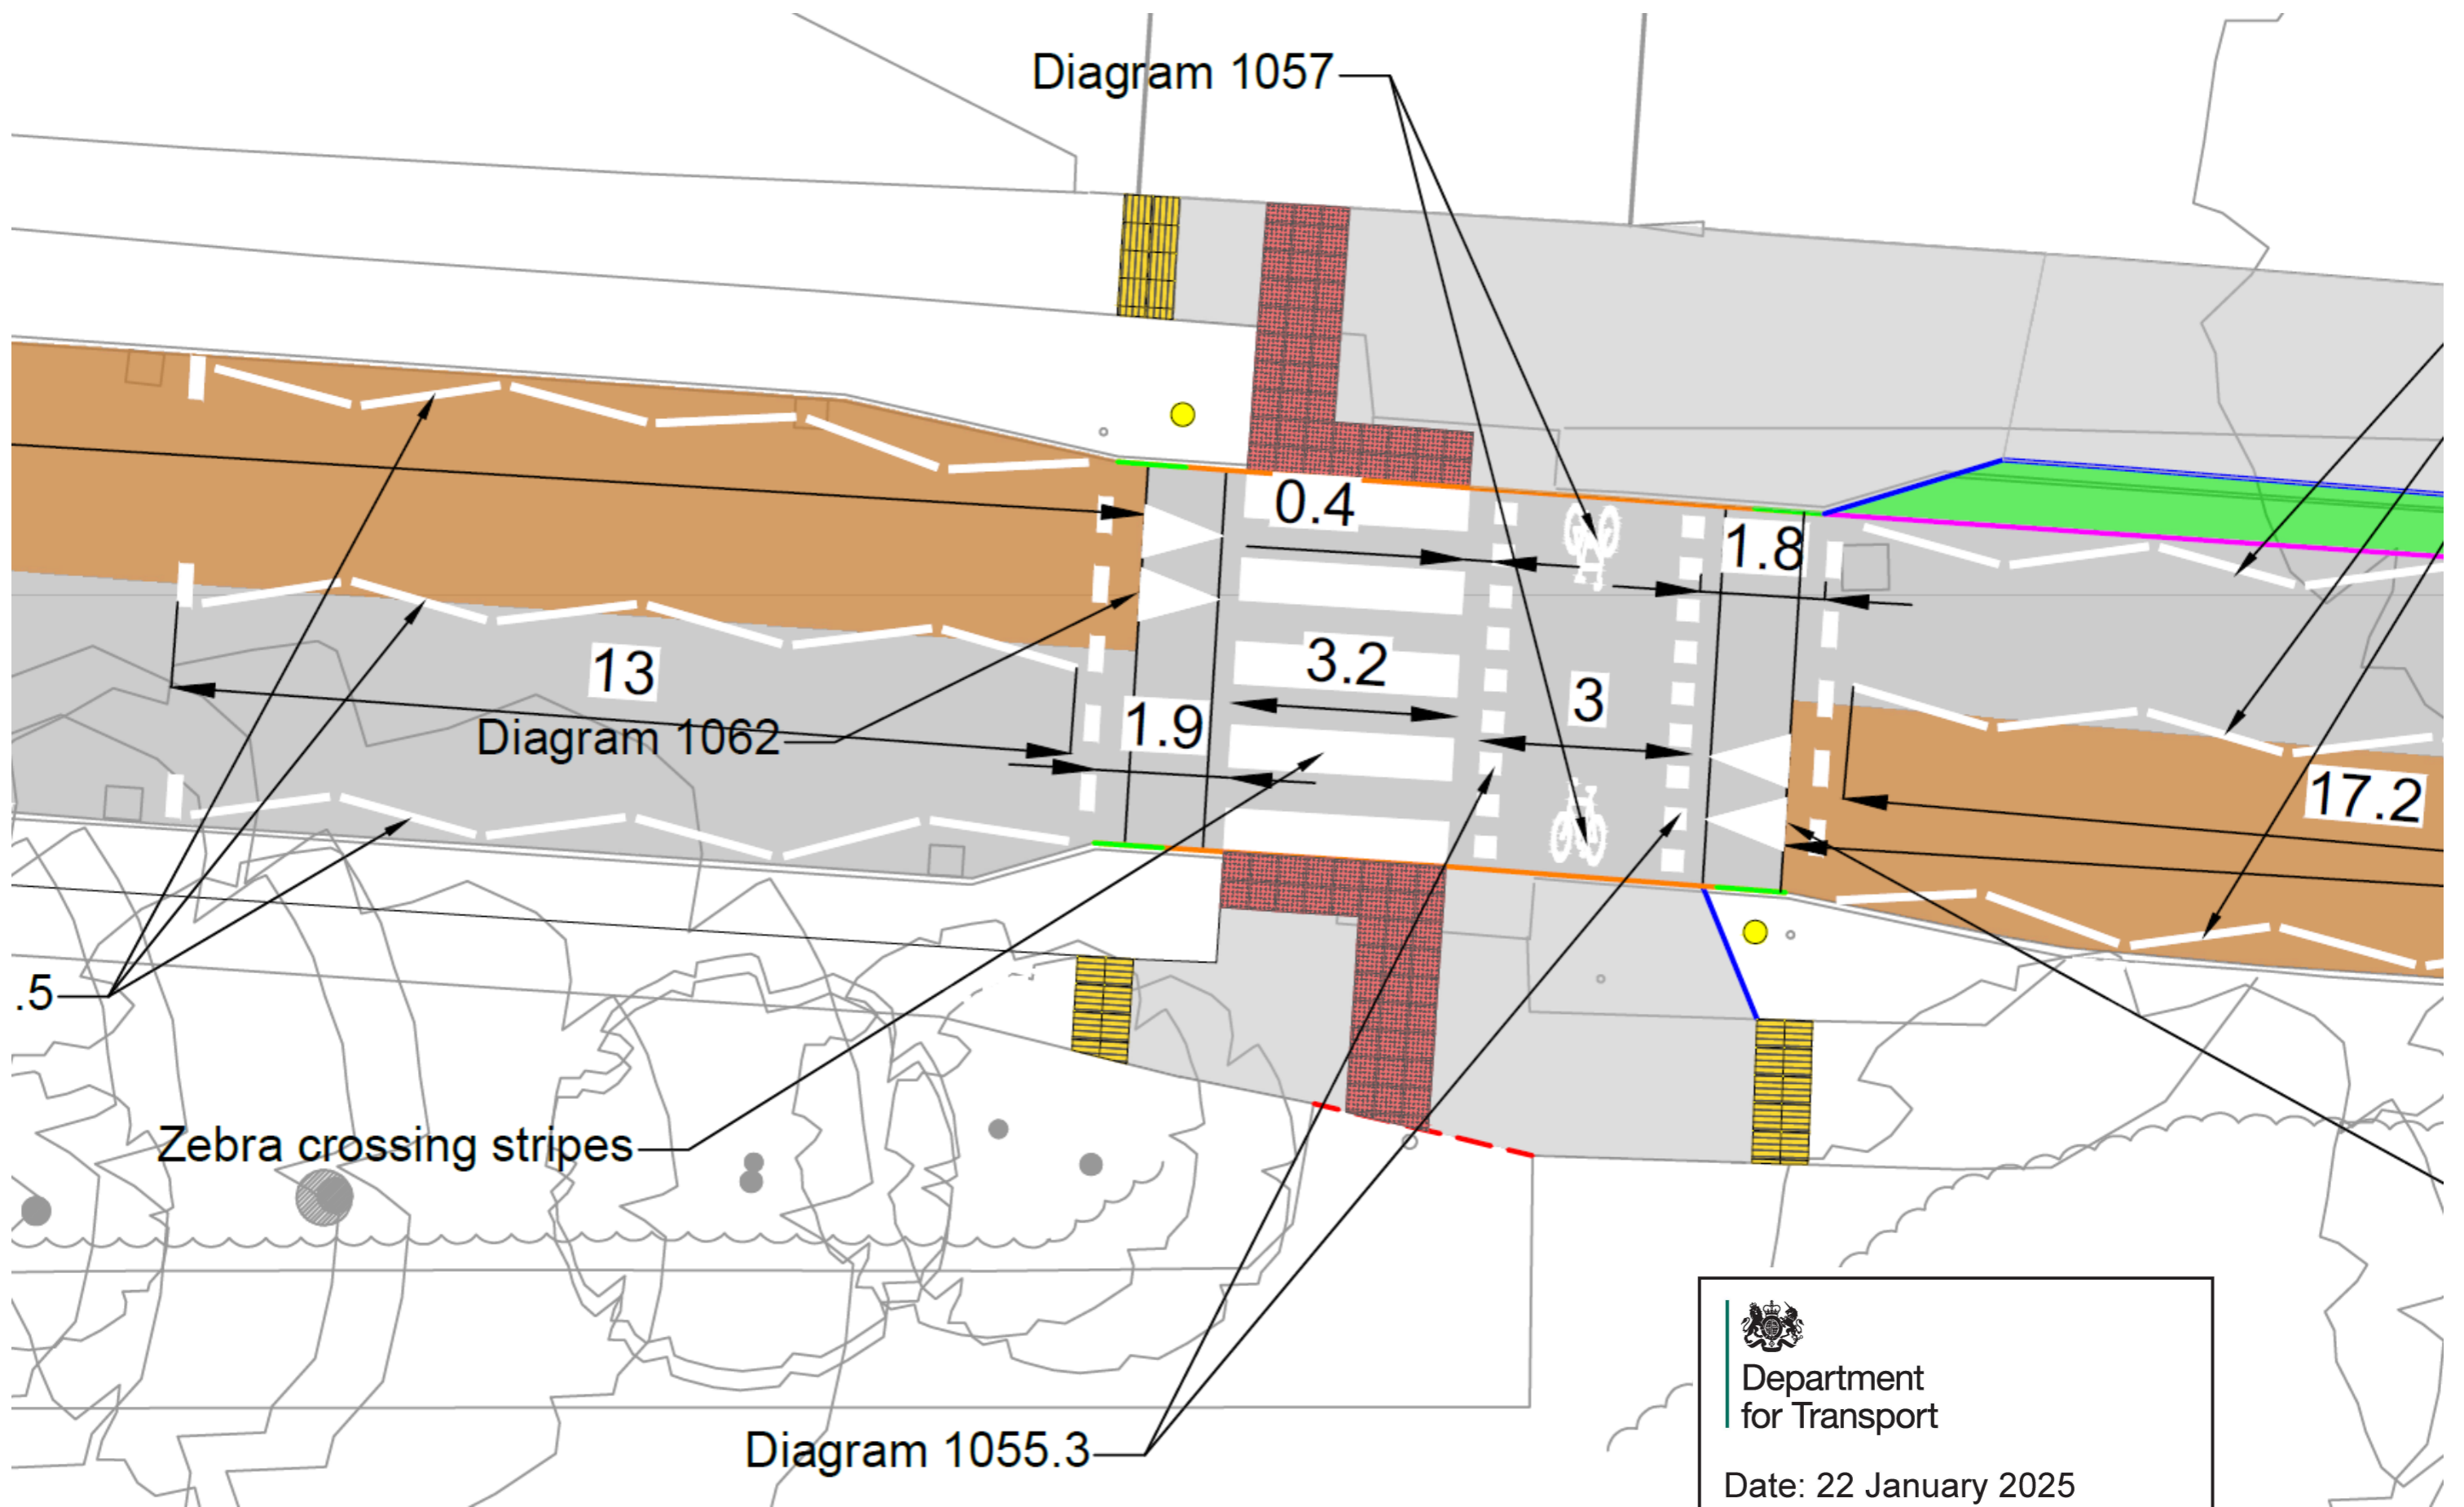 Diagram 1057
0.4
1.8
3.2
13
3
Diagram 1062
1.9
17.2
.5
Zebra crossing stripes
Diagram 1055.3
Department
for Transport
Date: 22 January 2025